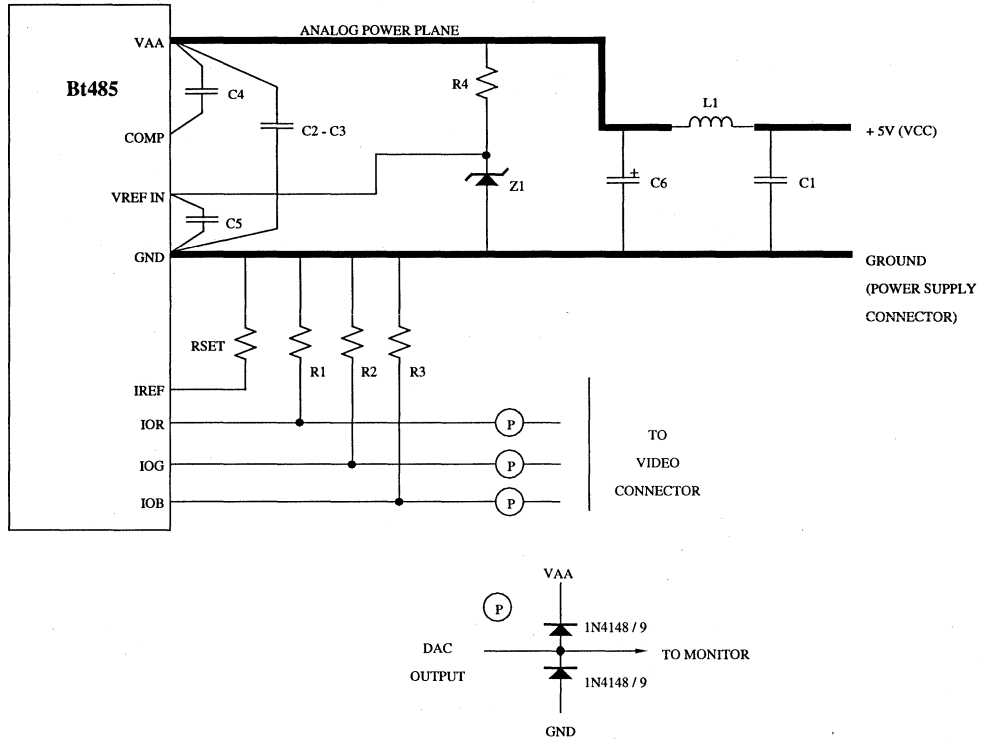 ANALOG POWER PLANE
VAA
Bt485
R4
C4
L1
COMP
C2 - C3
+ 5V (VCC)
+
VREF IN
Z1
C6
C1
C5
GND
GROUND
(POWER SUPPLY
CONNECTOR)
RSET
R1
R2
R3
IREF
IOR
P
IOG
P
IOB
P
TO
VIDEO
CONNECTOR
VAA
P
1N4148 / 9
DAC
OUTPUT
TO MONITOR
1N4148 / 9
GND